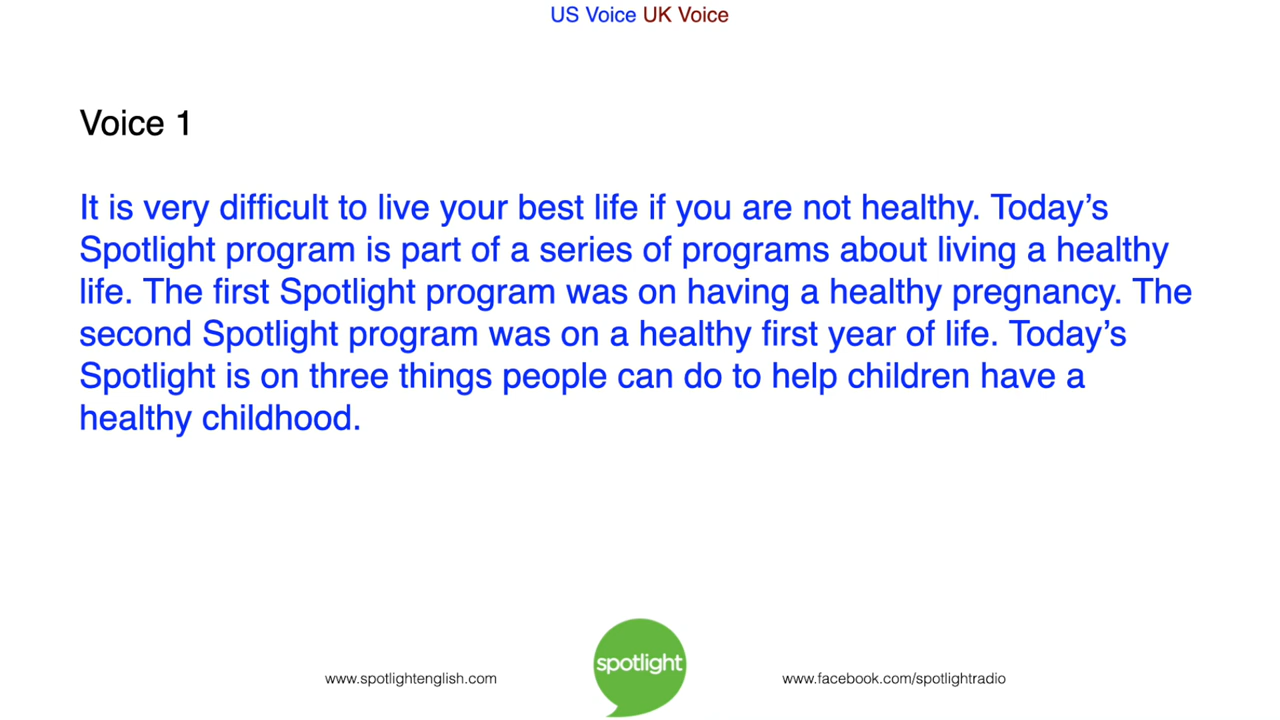 US Voice UK Voice
Voice 1
It is very difficult to live your best life if you are not healthy. Today’s
Spotlight program is part of a series of programs about living a healthy
life. The first Spotlight program was on having a healthy pregnancy. The
second Spotlight program was on a healthy first year of life. Today’s
Spotlight is on three things people can do to help children have a
healthy childhood.
spotlight
www.spotlightenglish.com
www.facebook.com/spotlightradio